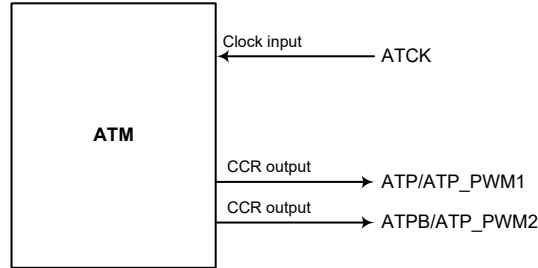 Clock input
ATCK
ATM
CCR output
ATP/ATP_PWM1
CCR output
ATPB/ATP_PWM2